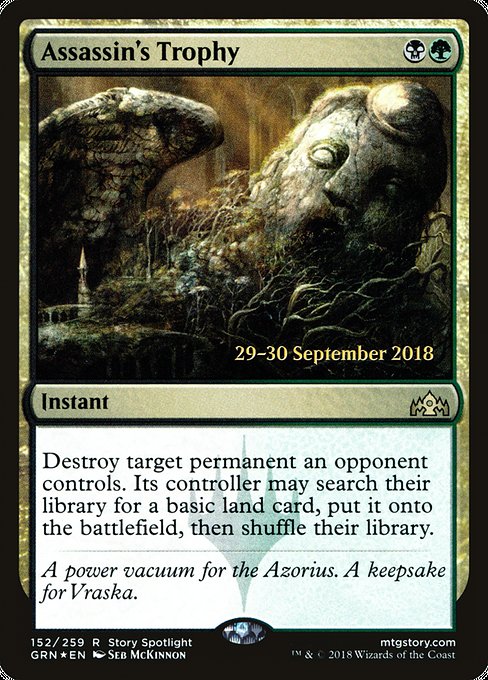 Assassin's Trophy
29–30 September 2018
Instant
Destroy target permanent an opponent
controls. Its controller may search their
library for a basic land card, put it onto
the battlefield, then shuffle their library.
A power vacuum for the Azorius. A keepsake
for Vraska.
152/259 R Story Spotlight
GRN★EN Seb McKinnon
mtgstory.com
™ & © 2018 Wizards of the Coast